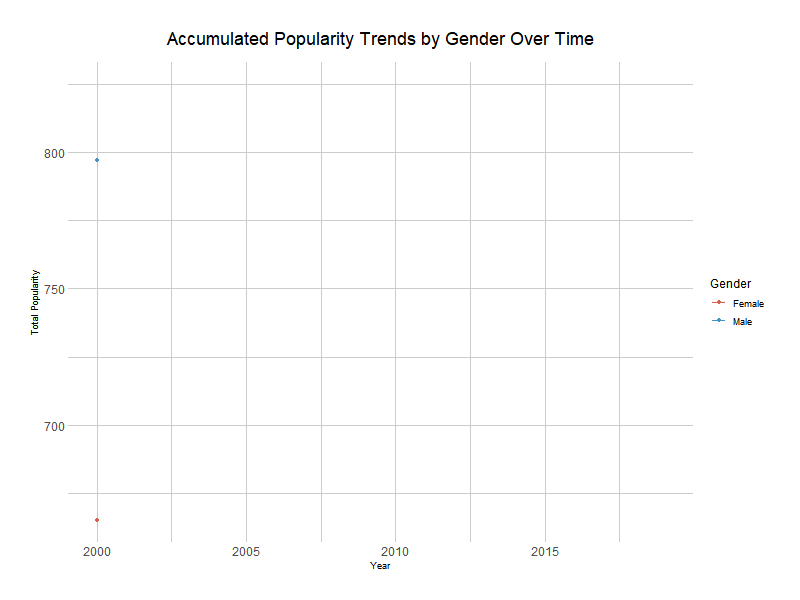 Accumulated Popularity Trends by Gender Over Time
800
750
700
Total Popularity
2000 2005 2010 2015
Year
Gender
Female
Male